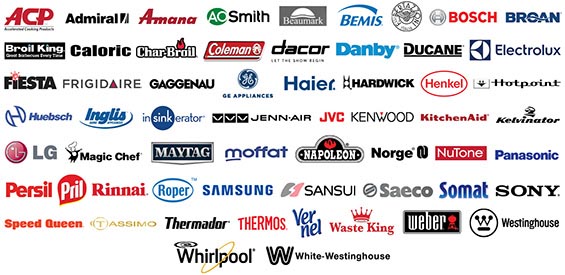 ACP Admiral Amana AO Smith Beaumark BEMIS BOSCH BROAN
Accelerated Cooking Products
Broil King Caloric Char-Broil Coleman dacor Danby DUCANE Electrolux
Great Barbecues Every Time LET THE SHOW BEGIN
FIESTA FRIGIDAIRE GAGGENAU GE APPLIANCES Haier HARDWICK Henkel Hotpoint
Huebsch Inglis insinkerator JENN-AIR JVC KENWOOD KitchenAid Kelvinator
LG Magic Chef MAYTAG moffat NAPOLEON Norge N NuTone Panasonic
Persil Pril Rinnai Roper SAMSUNG SANSUI Saeco Somat SONY
Speed Queen TASSIMO Thermador THERMOS Vernel Waste King weber Westinghouse
Whirlpool White-Westinghouse